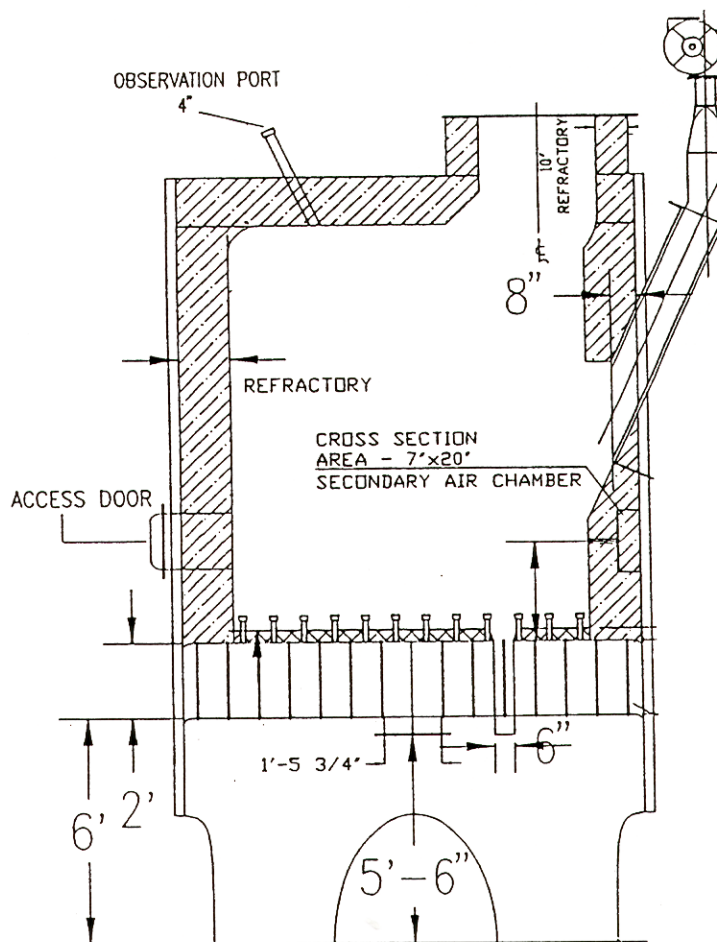 OBSERVATION PORT
4"
10'
REFRACTORY
℄
8"
REFRACTORY
CROSS SECTION
AREA - 7"x20"
SECONDARY AIR CHAMBER
ACCESS DOOR
1'-5 3/4"
6"
6'
2'
5'-6"